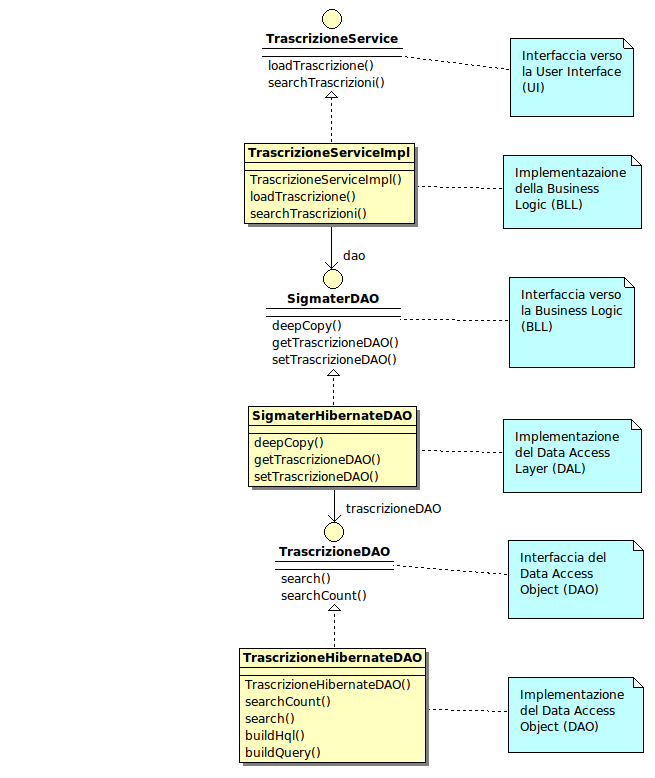 TrascrizioneService
loadTrascrizione()
searchTrascrizioni()
Interfaccia verso
la User Interface
(UI)
TrascrizioneServiceImpl
TrascrizioneServiceImpl()
loadTrascrizione()
searchTrascrizioni()
Implementazaione
della Business
Logic (BLL)
dao
SigmaterDAO
deepCopy()
getTrascrizioneDAO()
setTrascrizioneDAO()
Interfaccia verso
la Business Logic
(BLL)
SigmaterHibernateDAO
deepCopy()
getTrascrizioneDAO()
setTrascrizioneDAO()
Implementazione
del Data Access
Layer (DAL)
trascrizioneDAO
TrascrizioneDAO
search()
searchCount()
Interfaccia del
Data Access
Object (DAO)
TrascrizioneHibernateDAO
TrascrizioneHibernateDAO()
searchCount()
search()
buildHql()
buildQuery()
Implementazione
del Data Access
Object (DAO)